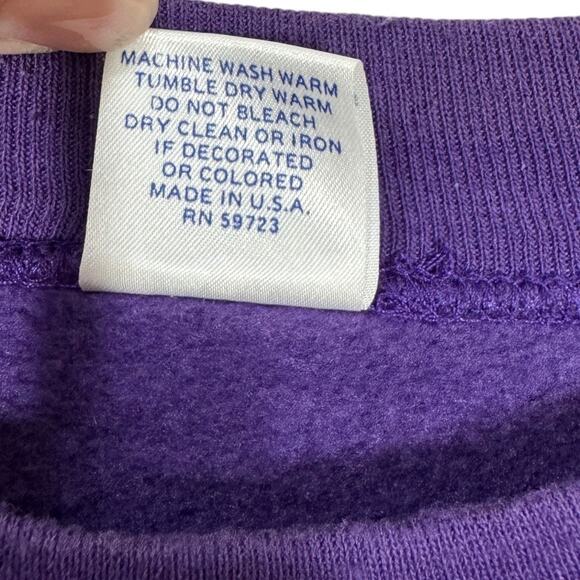 MACHINE WASH WARM
TUMBLE DRY WARM
DO NOT BLEACH
DRY CLEAN OR IRON
IF DECORATED
OR COLORED
MADE IN U.S.A.
RN 59723